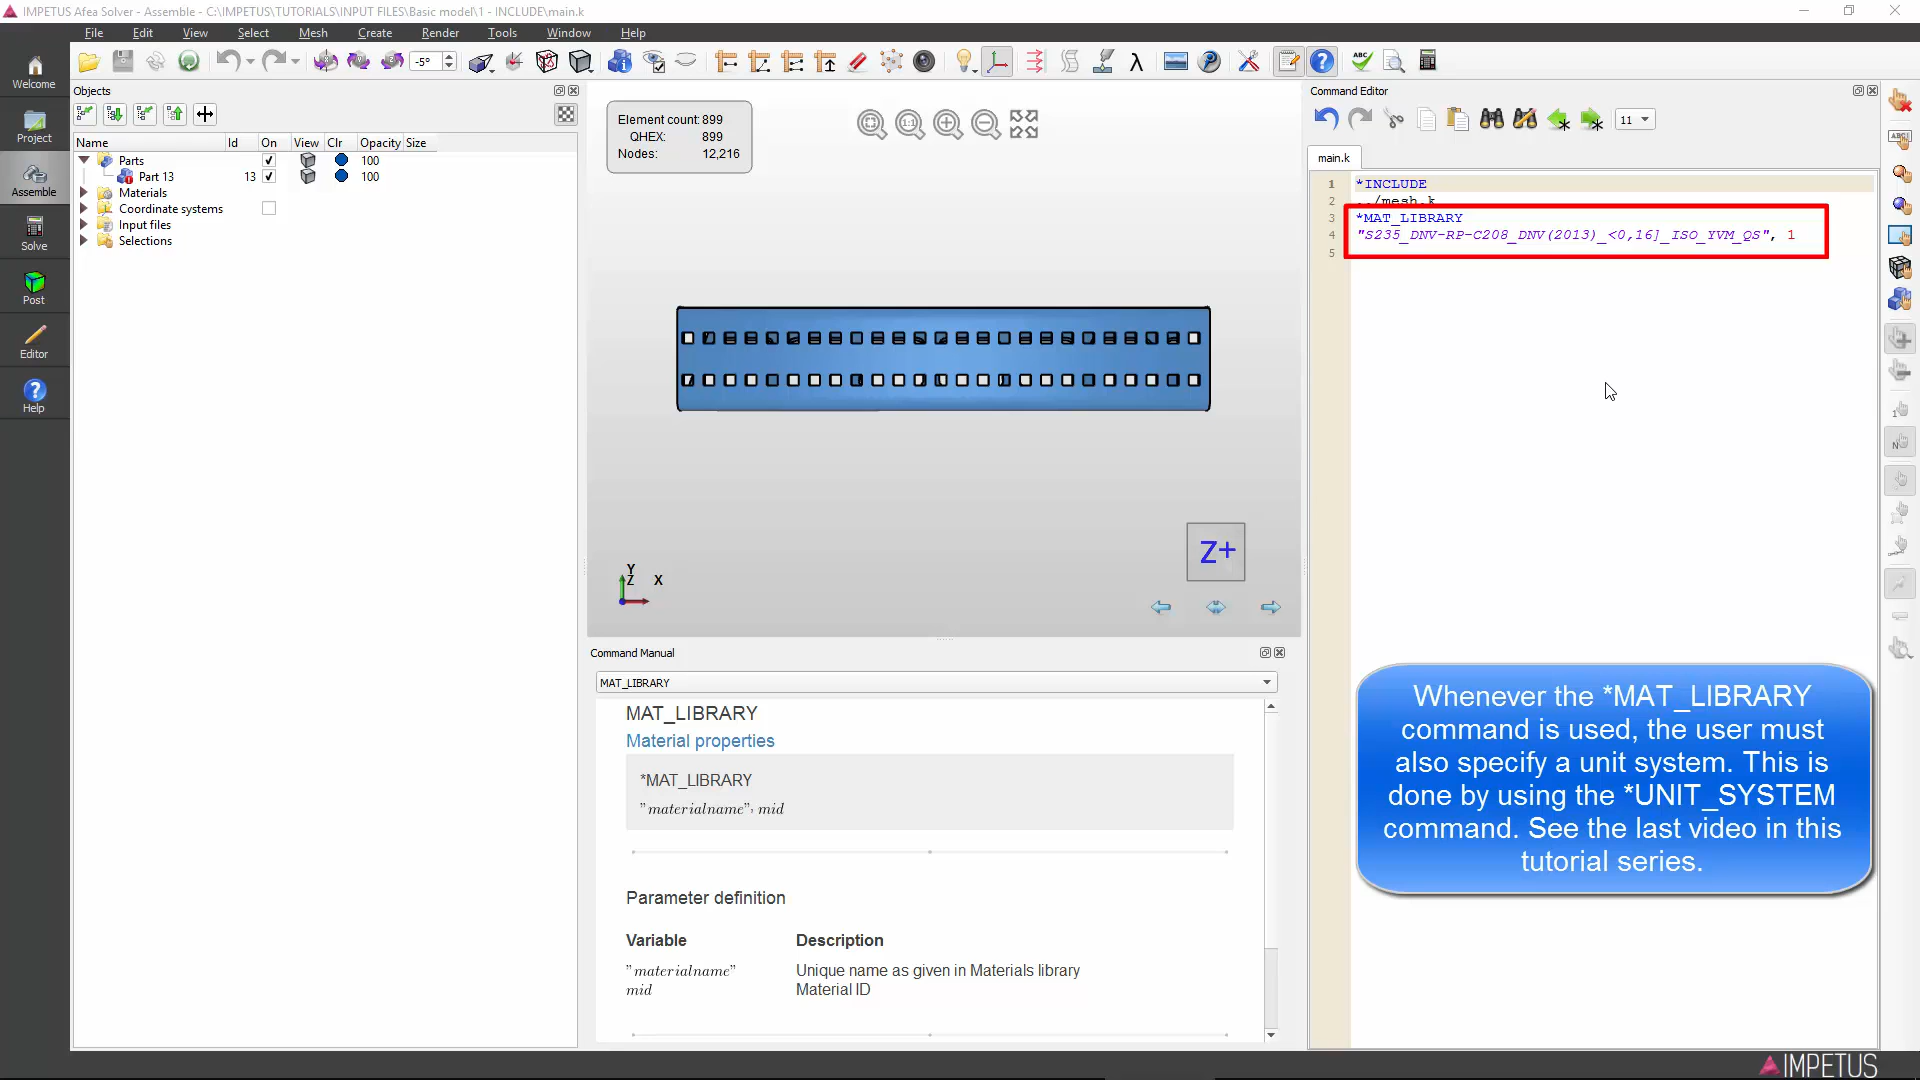 IMPETUS Afea Solver - Assemble - C:\IMPETUS\TUTORIALS\INPUT FILES\Basic model\1 - INCLUDE\main.k
File Edit View Select Mesh Create Render Tools Window Help
-5°
ABC
λ
Welcome
Project
Assemble
Solve
Post
Editor
Help
Objects
Name Id On View Clr Opacity Size
Parts 100
Part 13 13 100
Materials
Coordinate systems
Input files
Selections
Element count: 899
QHEX: 899
Nodes: 12,216
1:1
Z+
Y
Z X
Command Manual
MAT_LIBRARY
MAT_LIBRARY
Material properties
*MAT_LIBRARY
"materialname", mid
Parameter definition
Variable Description
"materialname" Unique name as given in Materials library
mid Material ID
Command Editor
11
main.k
1 *INCLUDE
2 ../mesh.k
3 *MAT_LIBRARY
4 "S235_DNV-RP-C208_DNV(2013)_<0,16]_ISO_YVM_QS", 1
5
Whenever the *MAT_LIBRARY
command is used, the user must
also specify a unit system. This is
done by using the *UNIT_SYSTEM
command. See the last video in this
tutorial series.
IMPETUS